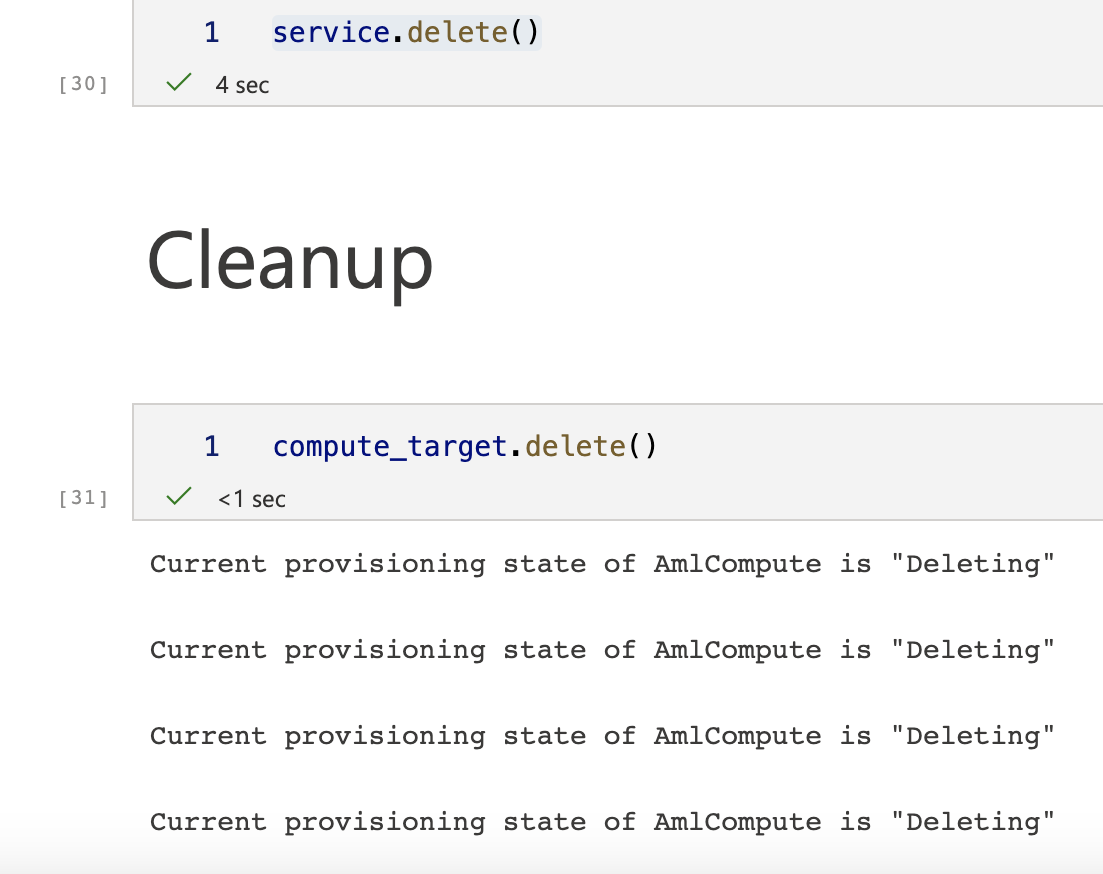 1 service.delete()
[30] 4 sec
Cleanup
1 compute_target.delete()
[31] <1 sec
Current provisioning state of AmlCompute is "Deleting"
Current provisioning state of AmlCompute is "Deleting"
Current provisioning state of AmlCompute is "Deleting"
Current provisioning state of AmlCompute is "Deleting"